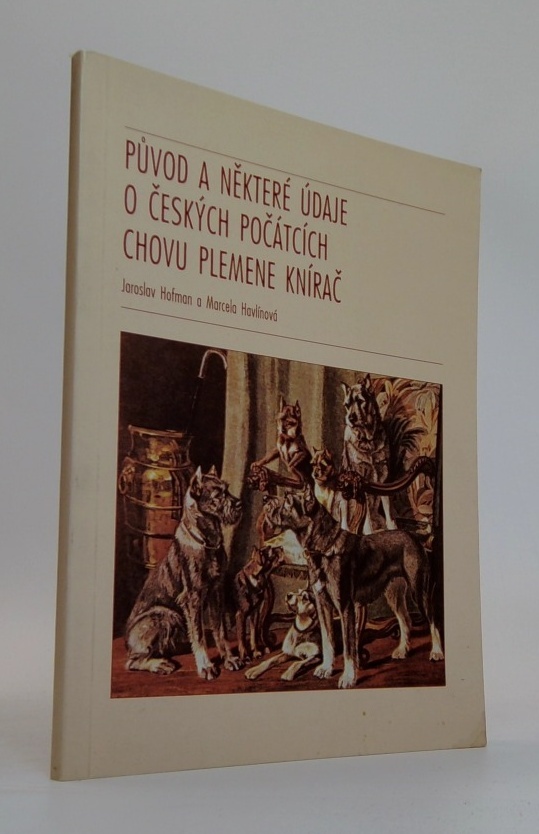 PŮVOD A NĚKTERÉ ÚDAJE
O ČESKÝCH POČÁTCÍCH
CHOVU PLEMENE KNÍRAČ
Jaroslav Hofman a Marcela Havlínová